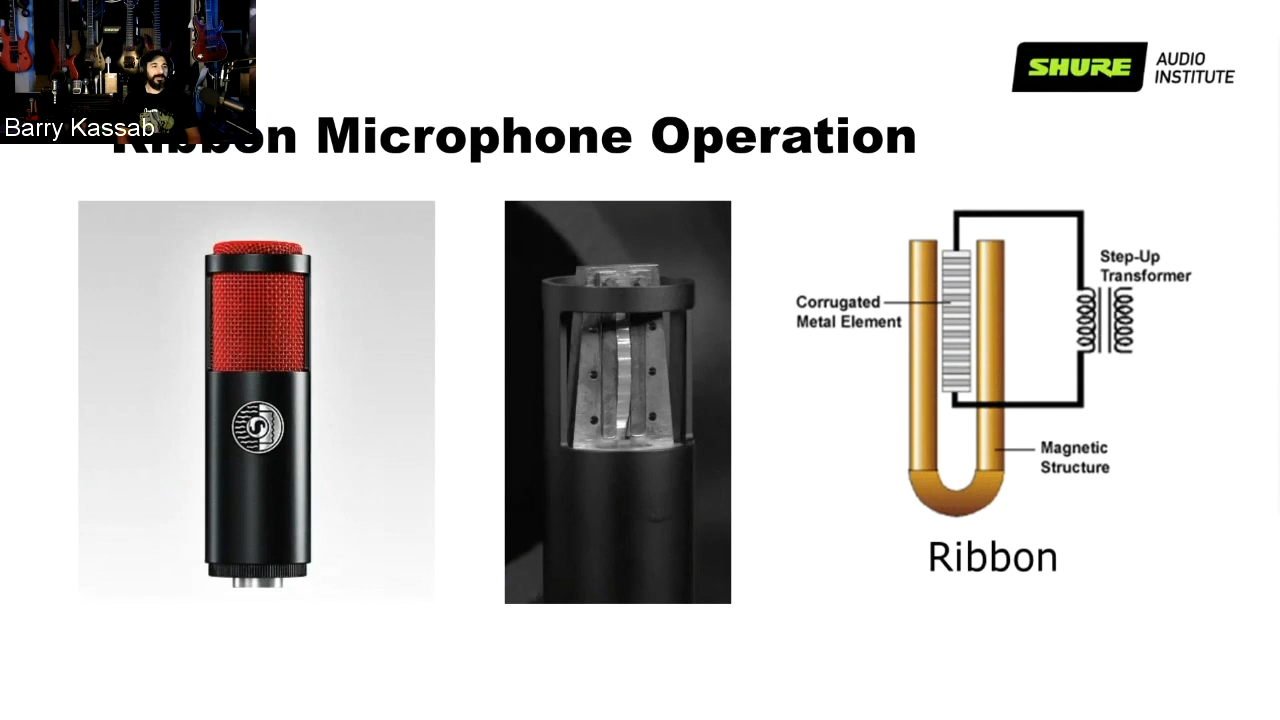 SHURE AUDIO
INSTITUTE
Barry Kassab
Ribbon Microphone Operation
Step-Up
Transformer
Corrugated
Metal Element
Magnetic
Structure
Ribbon